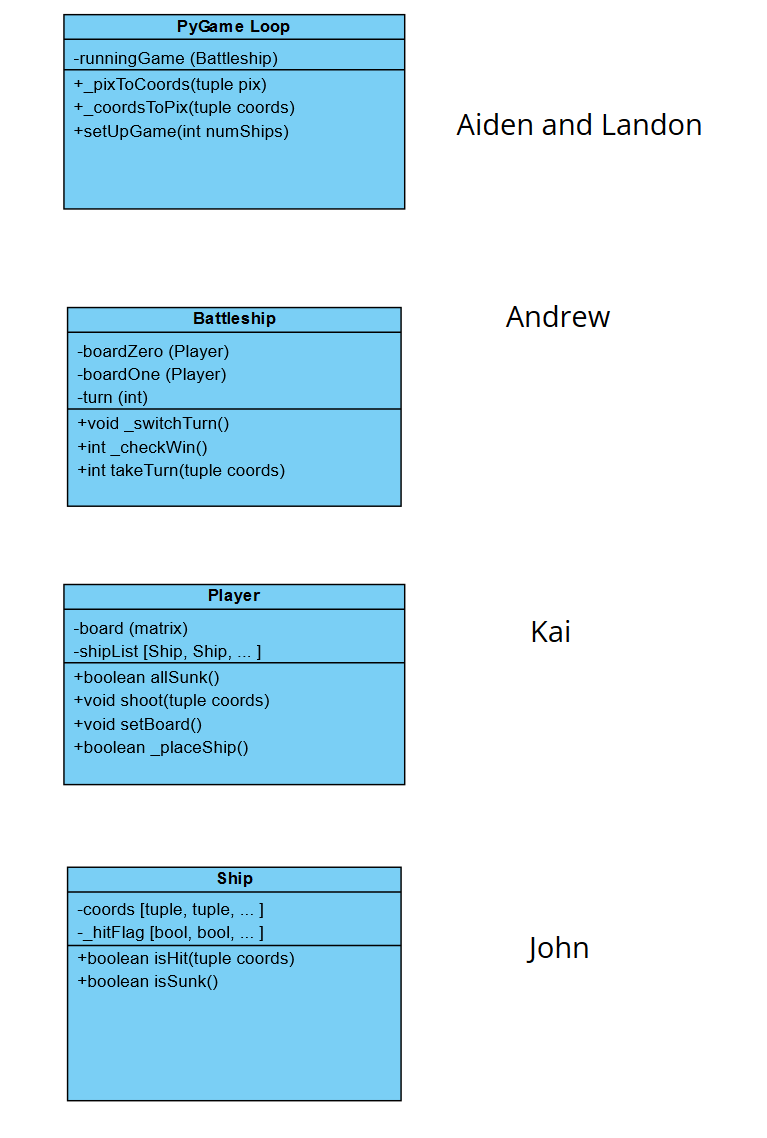 PyGame Loop
-runningGame (Battleship)
+_pixToCoords(tuple pix)
+_coordsToPix(tuple coords)
+setUpGame(int numShips)
Aiden and Landon
Battleship
-boardZero (Player)
-boardOne (Player)
-turn (int)
+void _switchTurn()
+int _checkWin()
+int takeTurn(tuple coords)
Andrew
Player
-board (matrix)
-shipList [Ship, Ship, ... ]
+boolean allSunk()
+void shoot(tuple coords)
+void setBoard()
+boolean _placeShip()
Kai
Ship
-coords [tuple, tuple, ... ]
-_hitFlag [bool, bool, ... ]
+boolean isHit(tuple coords)
+boolean isSunk()
John